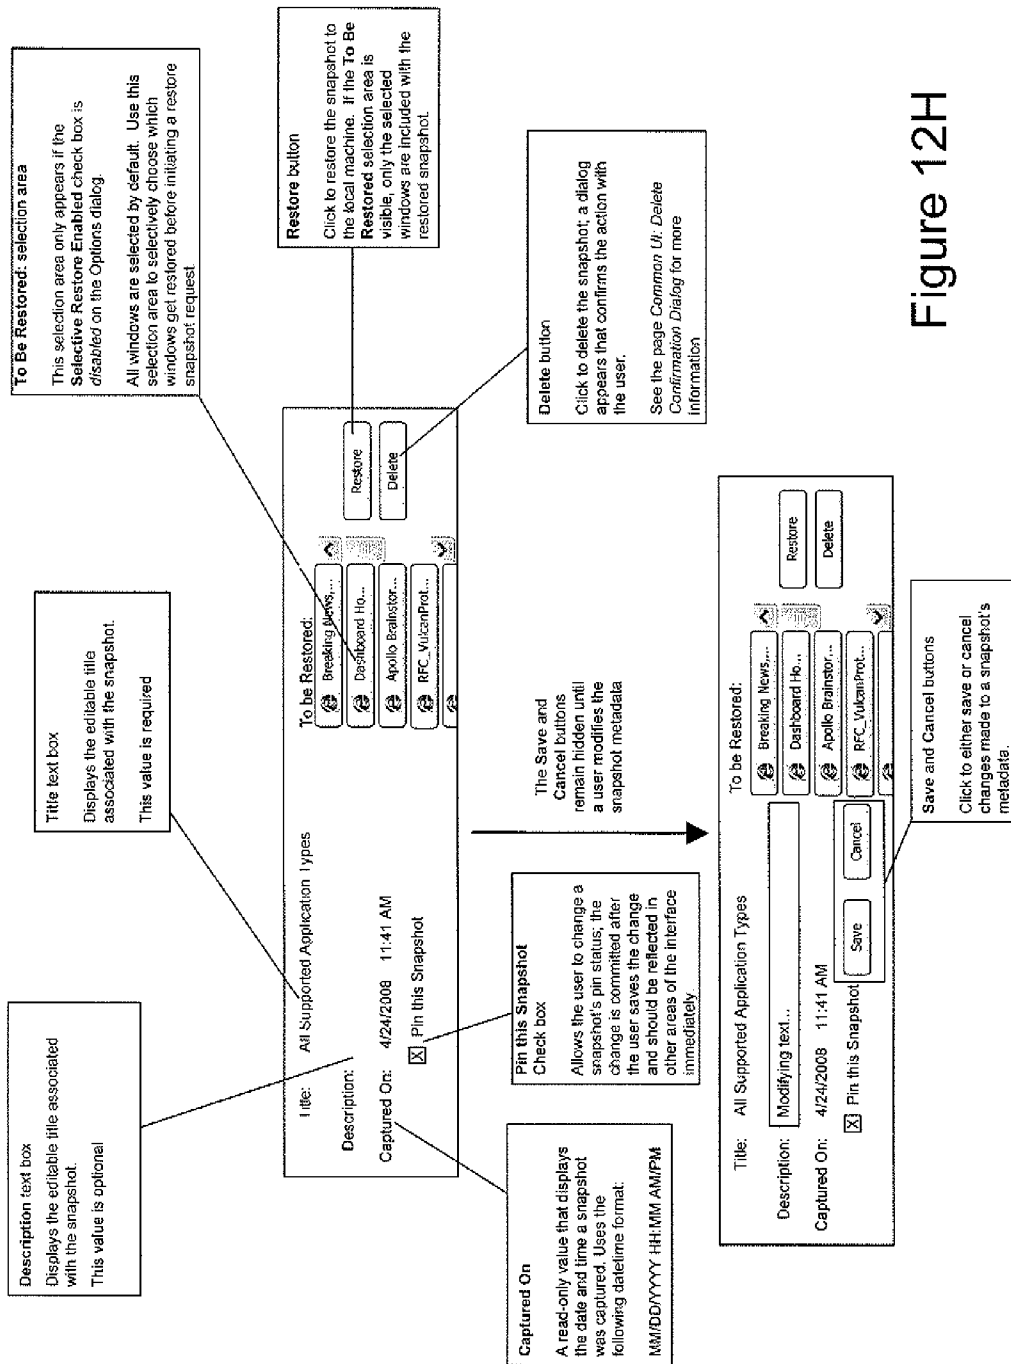 Description text box
Displays the editable title associated
with the snapshot.
This value is optional
Title text box
Displays the editable title
associated with the snapshot.
This value is required
To Be Restored: selection area
This selection area only appears if the
Selective Restore Enabled check box is
disabled on the Options dialog.
All windows are selected by default. Use this
selection area to selectively choose which
windows get restored before initiating a restore
snapshot request.
Restore button
Click to restore the snapshot to
the local machine. If the To Be
Restored selection area is
visible, only the selected
windows are included with the
restored snapshot.
Title: All Supported Application Types
Description:
Captured On: 4/24/2008 11:41 AM
X Pin this Snapshot
To be Restored:
Breaking News,...
Dashboard Ho...
Apollo Brainstor...
RFC_VulcanProt...
Restore
Delete
Captured On
A read-only value that displays
the date and time a snapshot
was captured. Uses the
following datetime format:
MM/DD/YYYY HH:MM AM/PM
Pin this Snapshot
Check box
Allows the user to change a
snapshot's pin status; the
change is committed after
the user saves the change
and should be reflected in
other areas of the interface
immediately.
The Save and
Cancel buttons
remain hidden until
a user modifies the
snapshot metadata
Delete button
Click to delete the snapshot; a dialog
appears that confirms the action with
the user.
See the page Common UI: Delete
Confirmation Dialog for more
information
Title: All Supported Application Types
Description: Modifying text...
Captured On: 4/24/2008 11:41 AM
X Pin this Snapshot
Save Cancel
To be Restored:
Breaking News,...
Dashboard Ho...
Apollo Brainstor...
RFC_VulcanProt...
Restore
Delete
Save and Cancel buttons
Click to either save or cancel
changes made to a snapshot's
metadata.
Figure 12H